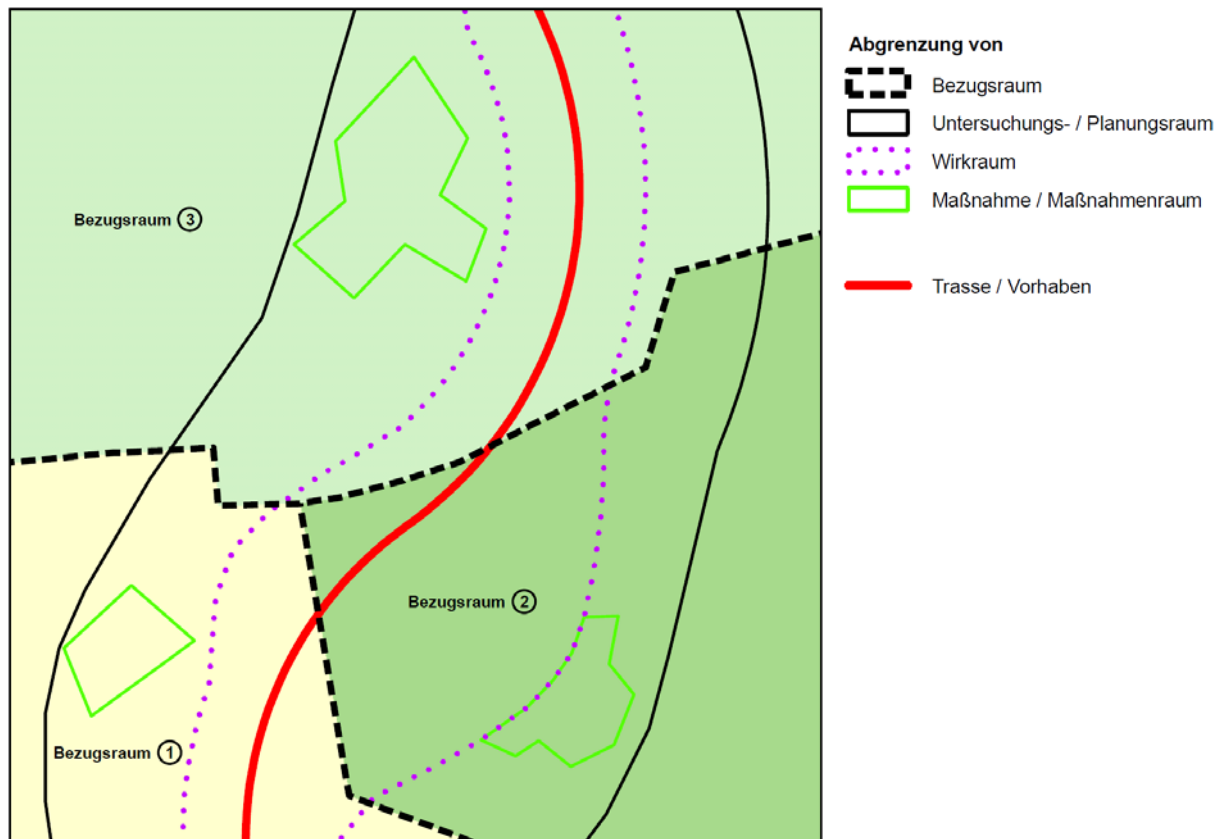 Abgrenzung von
Bezugsraum
Untersuchungs- / Planungsraum
Wirkraum
Maßnahme / Maßnahmenraum
Trasse / Vorhaben
Bezugsraum 3
Bezugsraum 2
Bezugsraum 1